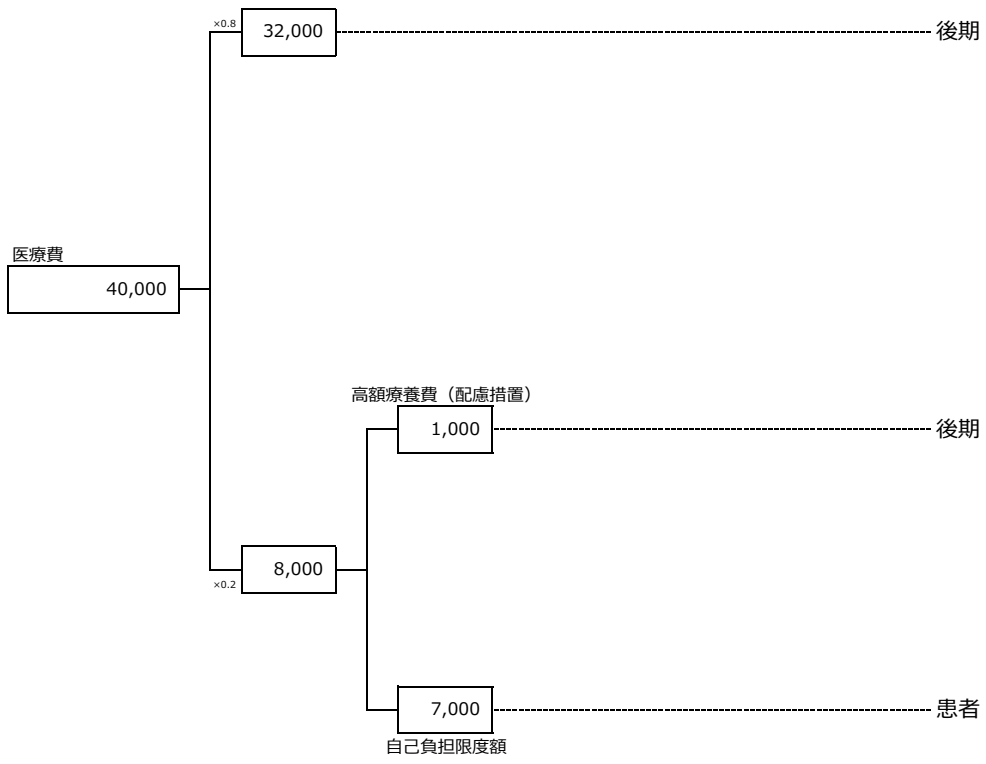 ×0.8
32,000
後期
医療費
40,000
高額療養費（配慮措置）
1,000
後期
8,000
×0.2
7,000
患者
自己負担限度額